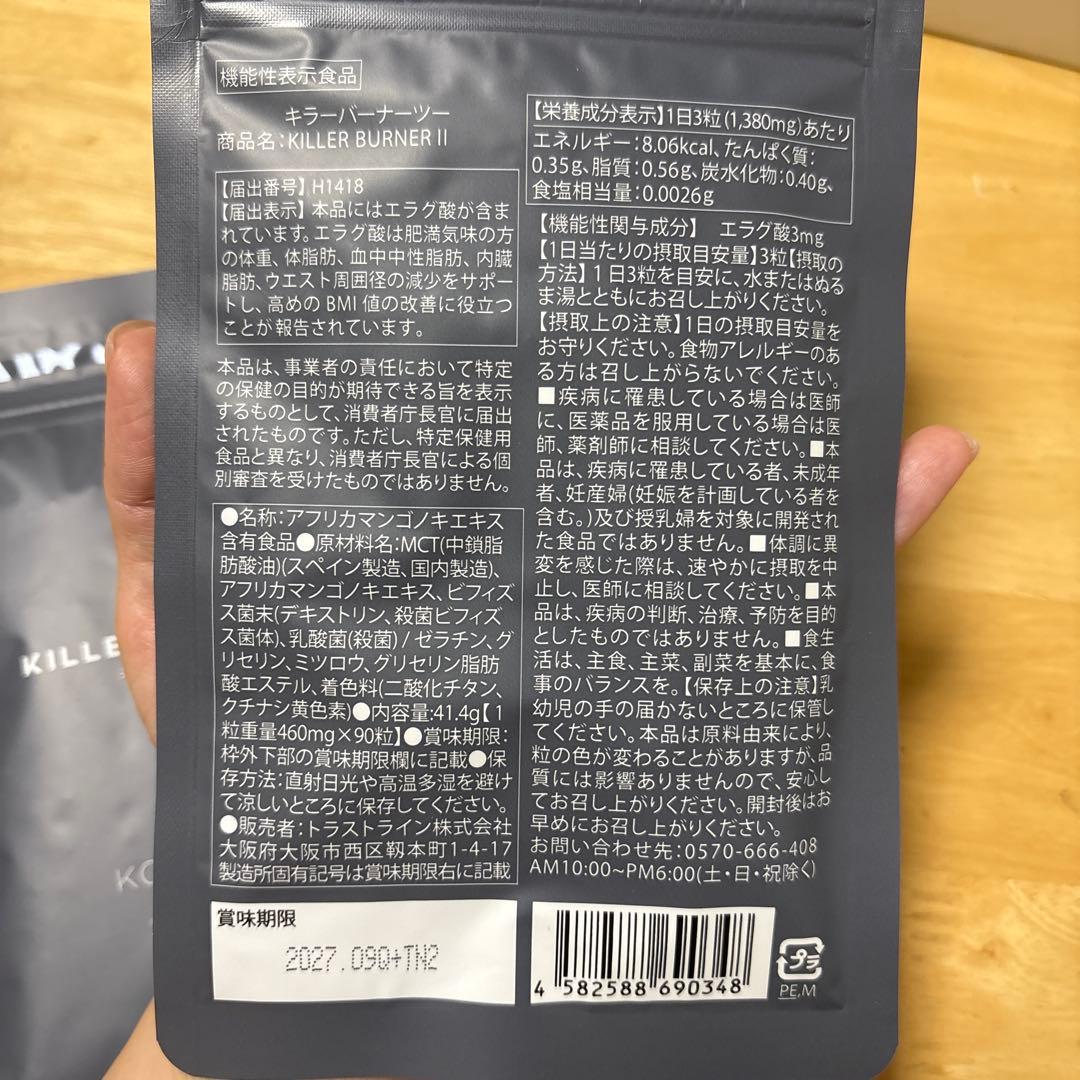 機能性表示食品
キラーバーナーツー
商品名:KILLER BURNER II
【届出番号】H1418
【届出表示】本品にはエラグ酸が含ま
れています。エラグ酸は肥満気味の方
の体重、体脂肪、血中中性脂肪、内臓
脂肪、ウエスト周囲径の減少をサポー
トし、高めのBMI値の改善に役立つ
ことが報告されています。
本品は、事業者の責任において特定
の保健の目的が期待できる旨を表示
するものとして、消費者庁長官に届出
されたものです。ただし、特定保健用
食品と異なり、消費者庁長官による個
別審査を受けたものではありません。
●名称:アフリカマンゴノキエキス
含有食品●原材料名:MCT(中鎖脂
肪酸油)(スペイン製造、国内製造)、
アフリカマンゴノキエキス、ビフィズ
ス菌末(デキストリン、殺菌ビフィズ
ス菌体)、乳酸菌(殺菌) / ゼラチン、グ
リセリン、ミツロウ、グリセリン脂肪
酸エステル、着色料(二酸化チタン、
クチナシ黄色素)●内容量:41.4g【1
粒重量460mg×90粒】●賞味期限:
枠外下部の賞味期限欄に記載●保
存方法:直射日光や高温多湿を避け
て涼しいところに保存してください。
●販売者:トラストライン株式会社
大阪府大阪市西区靱本町1-4-17
製造所固有記号は賞味期限右に記載
【栄養成分表示】1日3粒(1,380mg)あたり
エネルギー:8.06kcal、たんぱく質:
0.35g、脂質:0.56g、炭水化物:0.40g、
食塩相当量:0.0026g
【機能性関与成分】 エラグ酸3mg
【1日当たりの摂取目安量】3粒【摂取の
方法】1日3粒を目安に、水またはぬる
ま湯とともにお召し上がりください。
【摂取上の注意】1日の摂取目安量を
お守りください。食物アレルギーのあ
る方は召し上がらないでください。
■疾病に罹患している場合は医師
に、医薬品を服用している場合は医
師、薬剤師に相談してください。■本
品は、疾病に罹患している者、未成年
者、妊産婦(妊娠を計画している者を
含む。)及び授乳婦を対象に開発され
た食品ではありません。■体調に異
変を感じた際は、速やかに摂取を中
止し、医師に相談してください。■本
品は、疾病の判断、治療、予防を目的
としたものではありません。■食生
活は、主食、主菜、副菜を基本に、食
事のバランスを。【保存上の注意】乳
幼児の手の届かないところに保管し
てください。本品は原料由来により、
粒の色が変わることがありますが、品
質には影響ありませんので、安心し
てお召し上がりください。開封後はお
早めにお召し上がりください。
お問い合わせ先:0570-666-408
AM10:00~PM6:00(土・日・祝除く)
賞味期限
2027.09Q+TN2
4 582588 690348
プラ
PE,M
KILLE